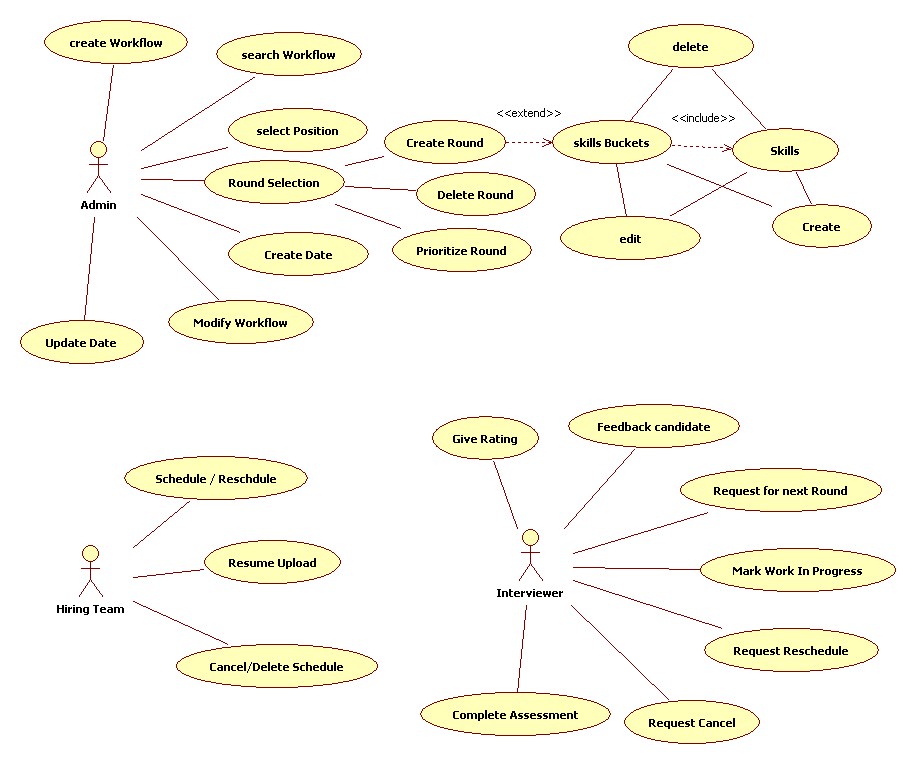 create Workflow
search Workflow
delete
select Position
<<extend>>
<<include>>
Create Round
skills Buckets
Skills
Round Selection
Delete Round
Admin
Create
edit
Create Date
Prioritize Round
Modify Workflow
Update Date
Give Rating
Feedback candidate
Schedule / Reschdule
Request for next Round
Resume Upload
Mark Work In Progress
Hiring Team
Interviewer
Request Reschedule
Cancel/Delete Schedule
Complete Assessment
Request Cancel